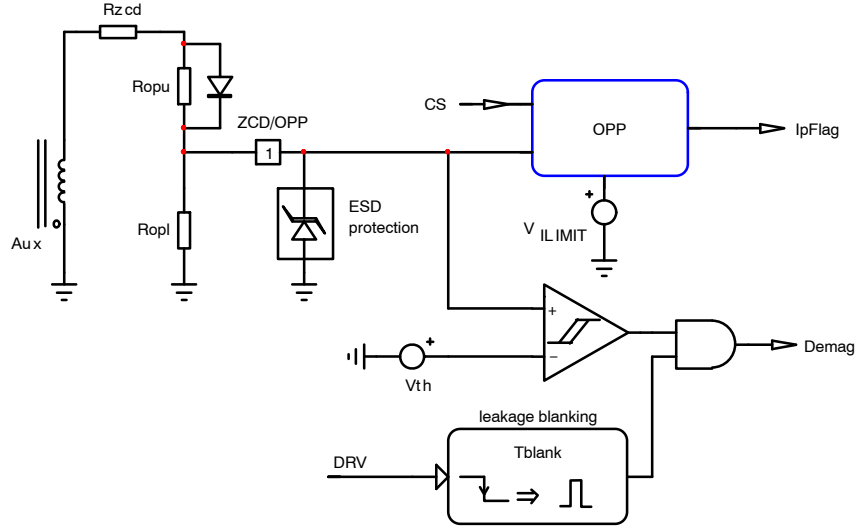 Rzcd
Ropu
ZCD/OPP
1
CS
OPP
IpFlag
Aux
Ropl
ESD
protection
+
V ILIMIT
+
−
+
Vth
Demag
leakage blanking
Tblank
DRV